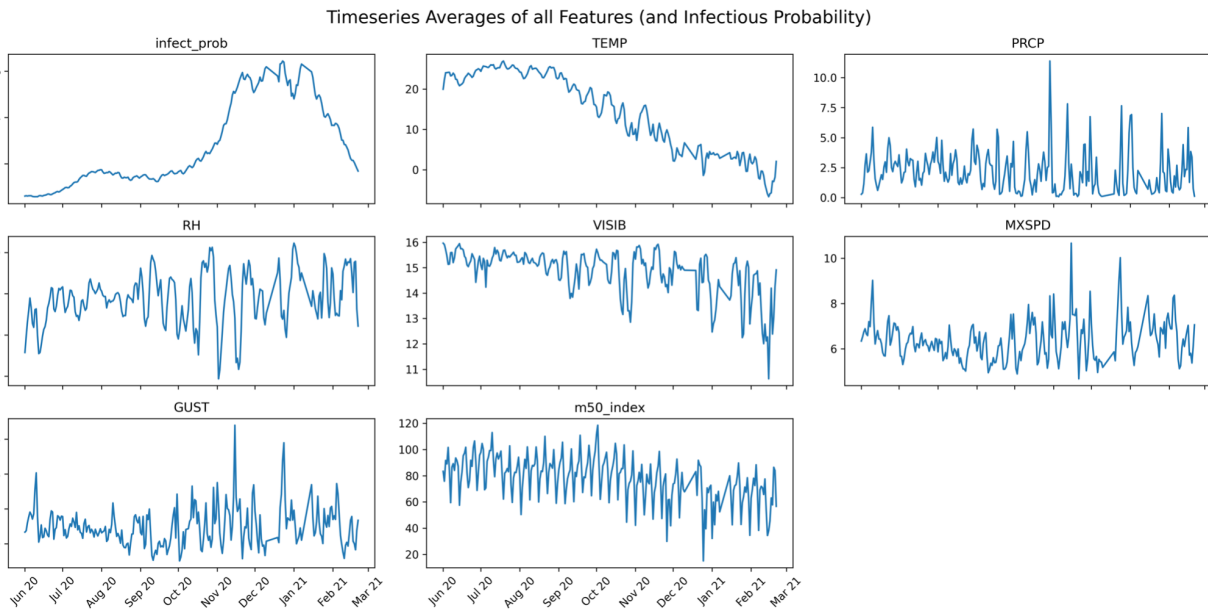 Timeseries Averages of all Features (and Infectious Probability)
infect_prob
TEMP
PRCP
20
10
0
10.0
7.5
5.0
2.5
0.0
RH
VISIB
MXSPD
16
15
14
13
12
11
10
8
6
GUST
m50_index
120
100
80
60
40
20
Jun 20
Jul 20
Aug 20
Sep 20
Oct 20
Nov 20
Dec 20
Jan 21
Feb 21
Mar 21
Jun 20
Jul 20
Aug 20
Sep 20
Oct 20
Nov 20
Dec 20
Jan 21
Feb 21
Mar 21